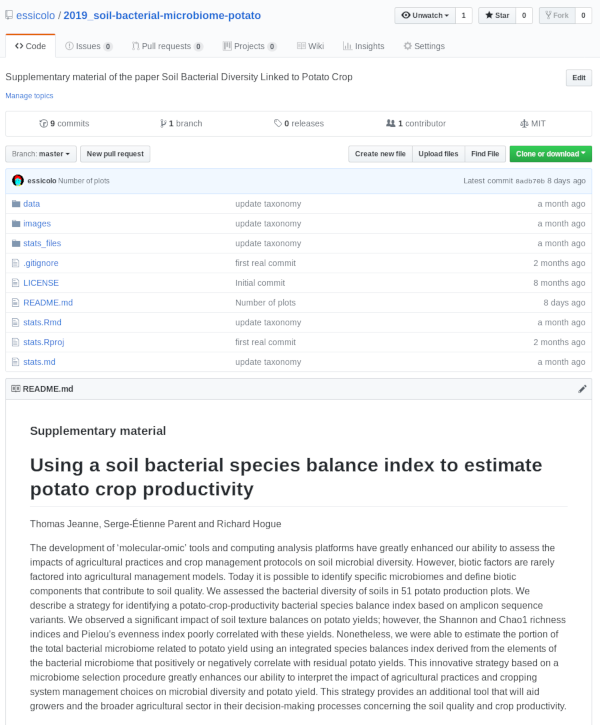 essicolo / 2019_soil-bacterial-microbiome-potato
Unwatch 1 Star 0 Fork 0
Code Issues 0 Pull requests 0 Projects 0 Wiki Insights Settings
Supplementary material of the paper Soil Bacterial Diversity Linked to Potato Crop
Edit
Manage topics
9 commits 1 branch 0 releases 1 contributor MIT
Branch: master New pull request Create new file Upload files Find File Clone or download
essicolo Number of plots Latest commit 8adb76b 8 days ago
data update taxonomy a month ago
images update taxonomy a month ago
stats_files update taxonomy a month ago
.gitignore first real commit 2 months ago
LICENSE Initial commit 8 months ago
README.md Number of plots 8 days ago
stats.Rmd update taxonomy a month ago
stats.Rproj first real commit 2 months ago
stats.md update taxonomy a month ago
README.md
Supplementary material
Using a soil bacterial species balance index to estimate
potato crop productivity
Thomas Jeanne, Serge-Étienne Parent and Richard Hogue
The development of 'molecular-omic' tools and computing analysis platforms have greatly enhanced our ability to assess the
impacts of agricultural practices and crop management protocols on soil microbial diversity. However, biotic factors are rarely
factored into agricultural management models. Today it is possible to identify specific microbiomes and define biotic
components that contribute to soil quality. We assessed the bacterial diversity of soils in 51 potato production plots. We
describe a strategy for identifying a potato-crop-productivity bacterial species balance index based on amplicon sequence
variants. We observed a significant impact of soil texture balances on potato yields; however, the Shannon and Chao1 richness
indices and Pielou's evenness index poorly correlated with these yields. Nonetheless, we were able to estimate the portion of
the total bacterial microbiome related to potato yield using an integrated species balances index derived from the elements of
the bacterial microbiome that positively or negatively correlate with residual potato yields. This innovative strategy based on a
microbiome selection procedure greatly enhances our ability to interpret the impact of agricultural practices and cropping
system management choices on microbial diversity and potato yield. This strategy provides an additional tool that will aid
growers and the broader agricultural sector in their decision-making processes concerning the soil quality and crop productivity.